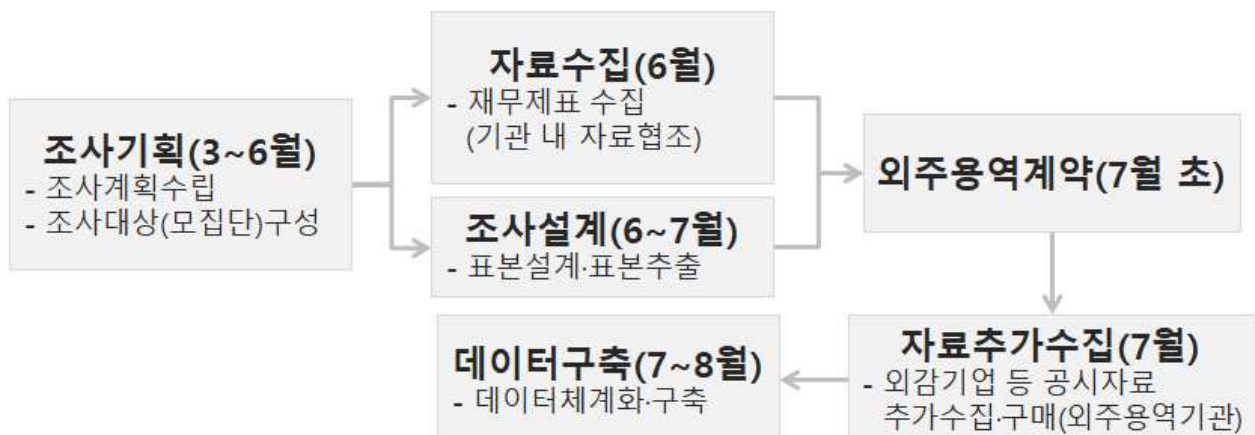 조사기획(3~6월)
- 조사계획수립
- 조사대상(모집단)구성
자료수집(6월)
- 재무제표 수집
(기관 내 자료협조)
조사설계(6~7월)
- 표본설계·표본추출
외주용역계약(7월 초)
자료추가수집(7월)
- 외감기업 등 공시자료
추가수집·구매(외주용역기관)
데이터구축(7~8월)
- 데이터체계화·구축